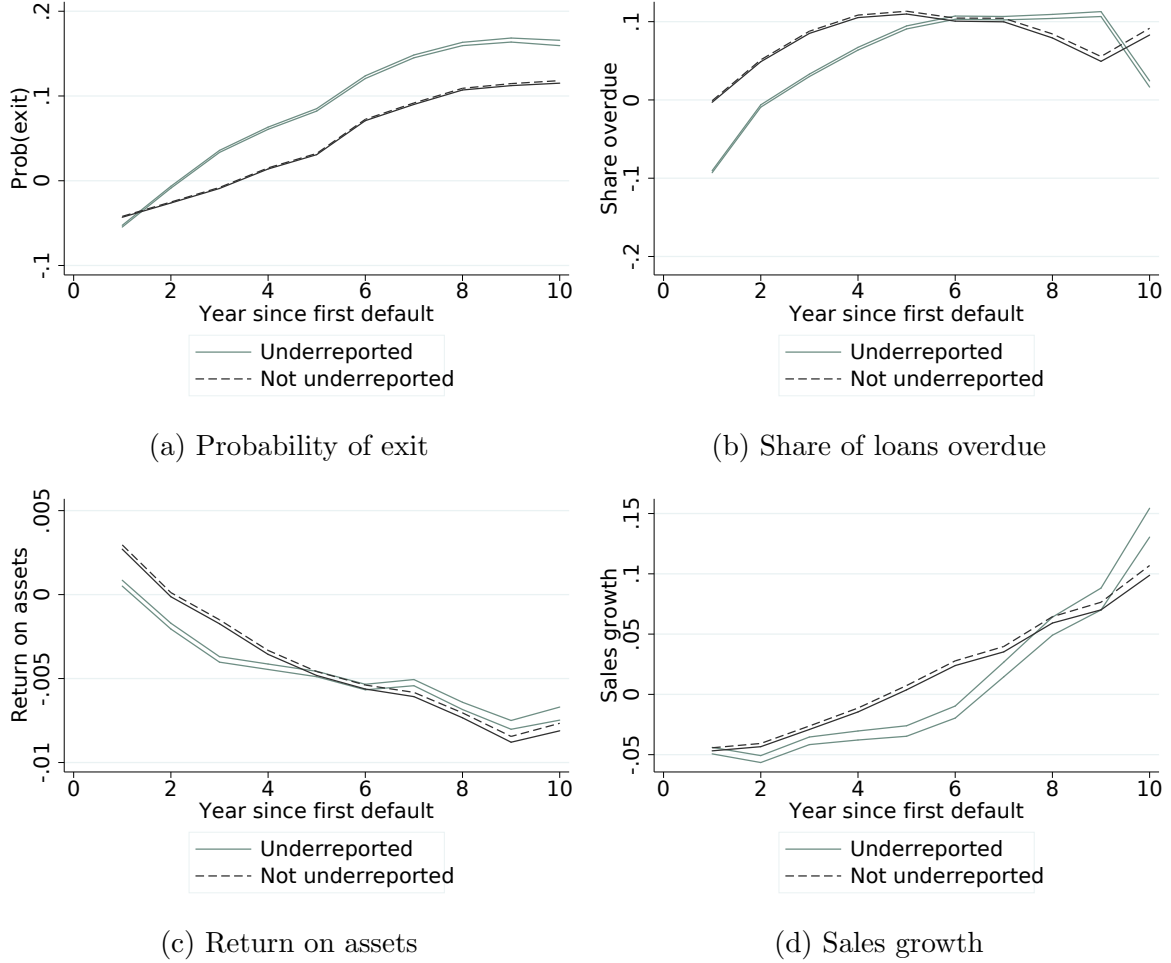 Prob(exit)
.2
.1
0
-.1
0 2 4 6 8 10
Year since first default
Underreported
Not underreported
(a) Probability of exit
Share overdue
.1
0
-.1
-.2
0 2 4 6 8 10
Year since first default
Underreported
Not underreported
(b) Share of loans overdue
Return on assets
.005
0
-.005
-.01
0 2 4 6 8 10
Year since first default
Underreported
Not underreported
(c) Return on assets
Sales growth
.15
.1
.05
0
-.05
0 2 4 6 8 10
Year since first default
Underreported
Not underreported
(d) Sales growth